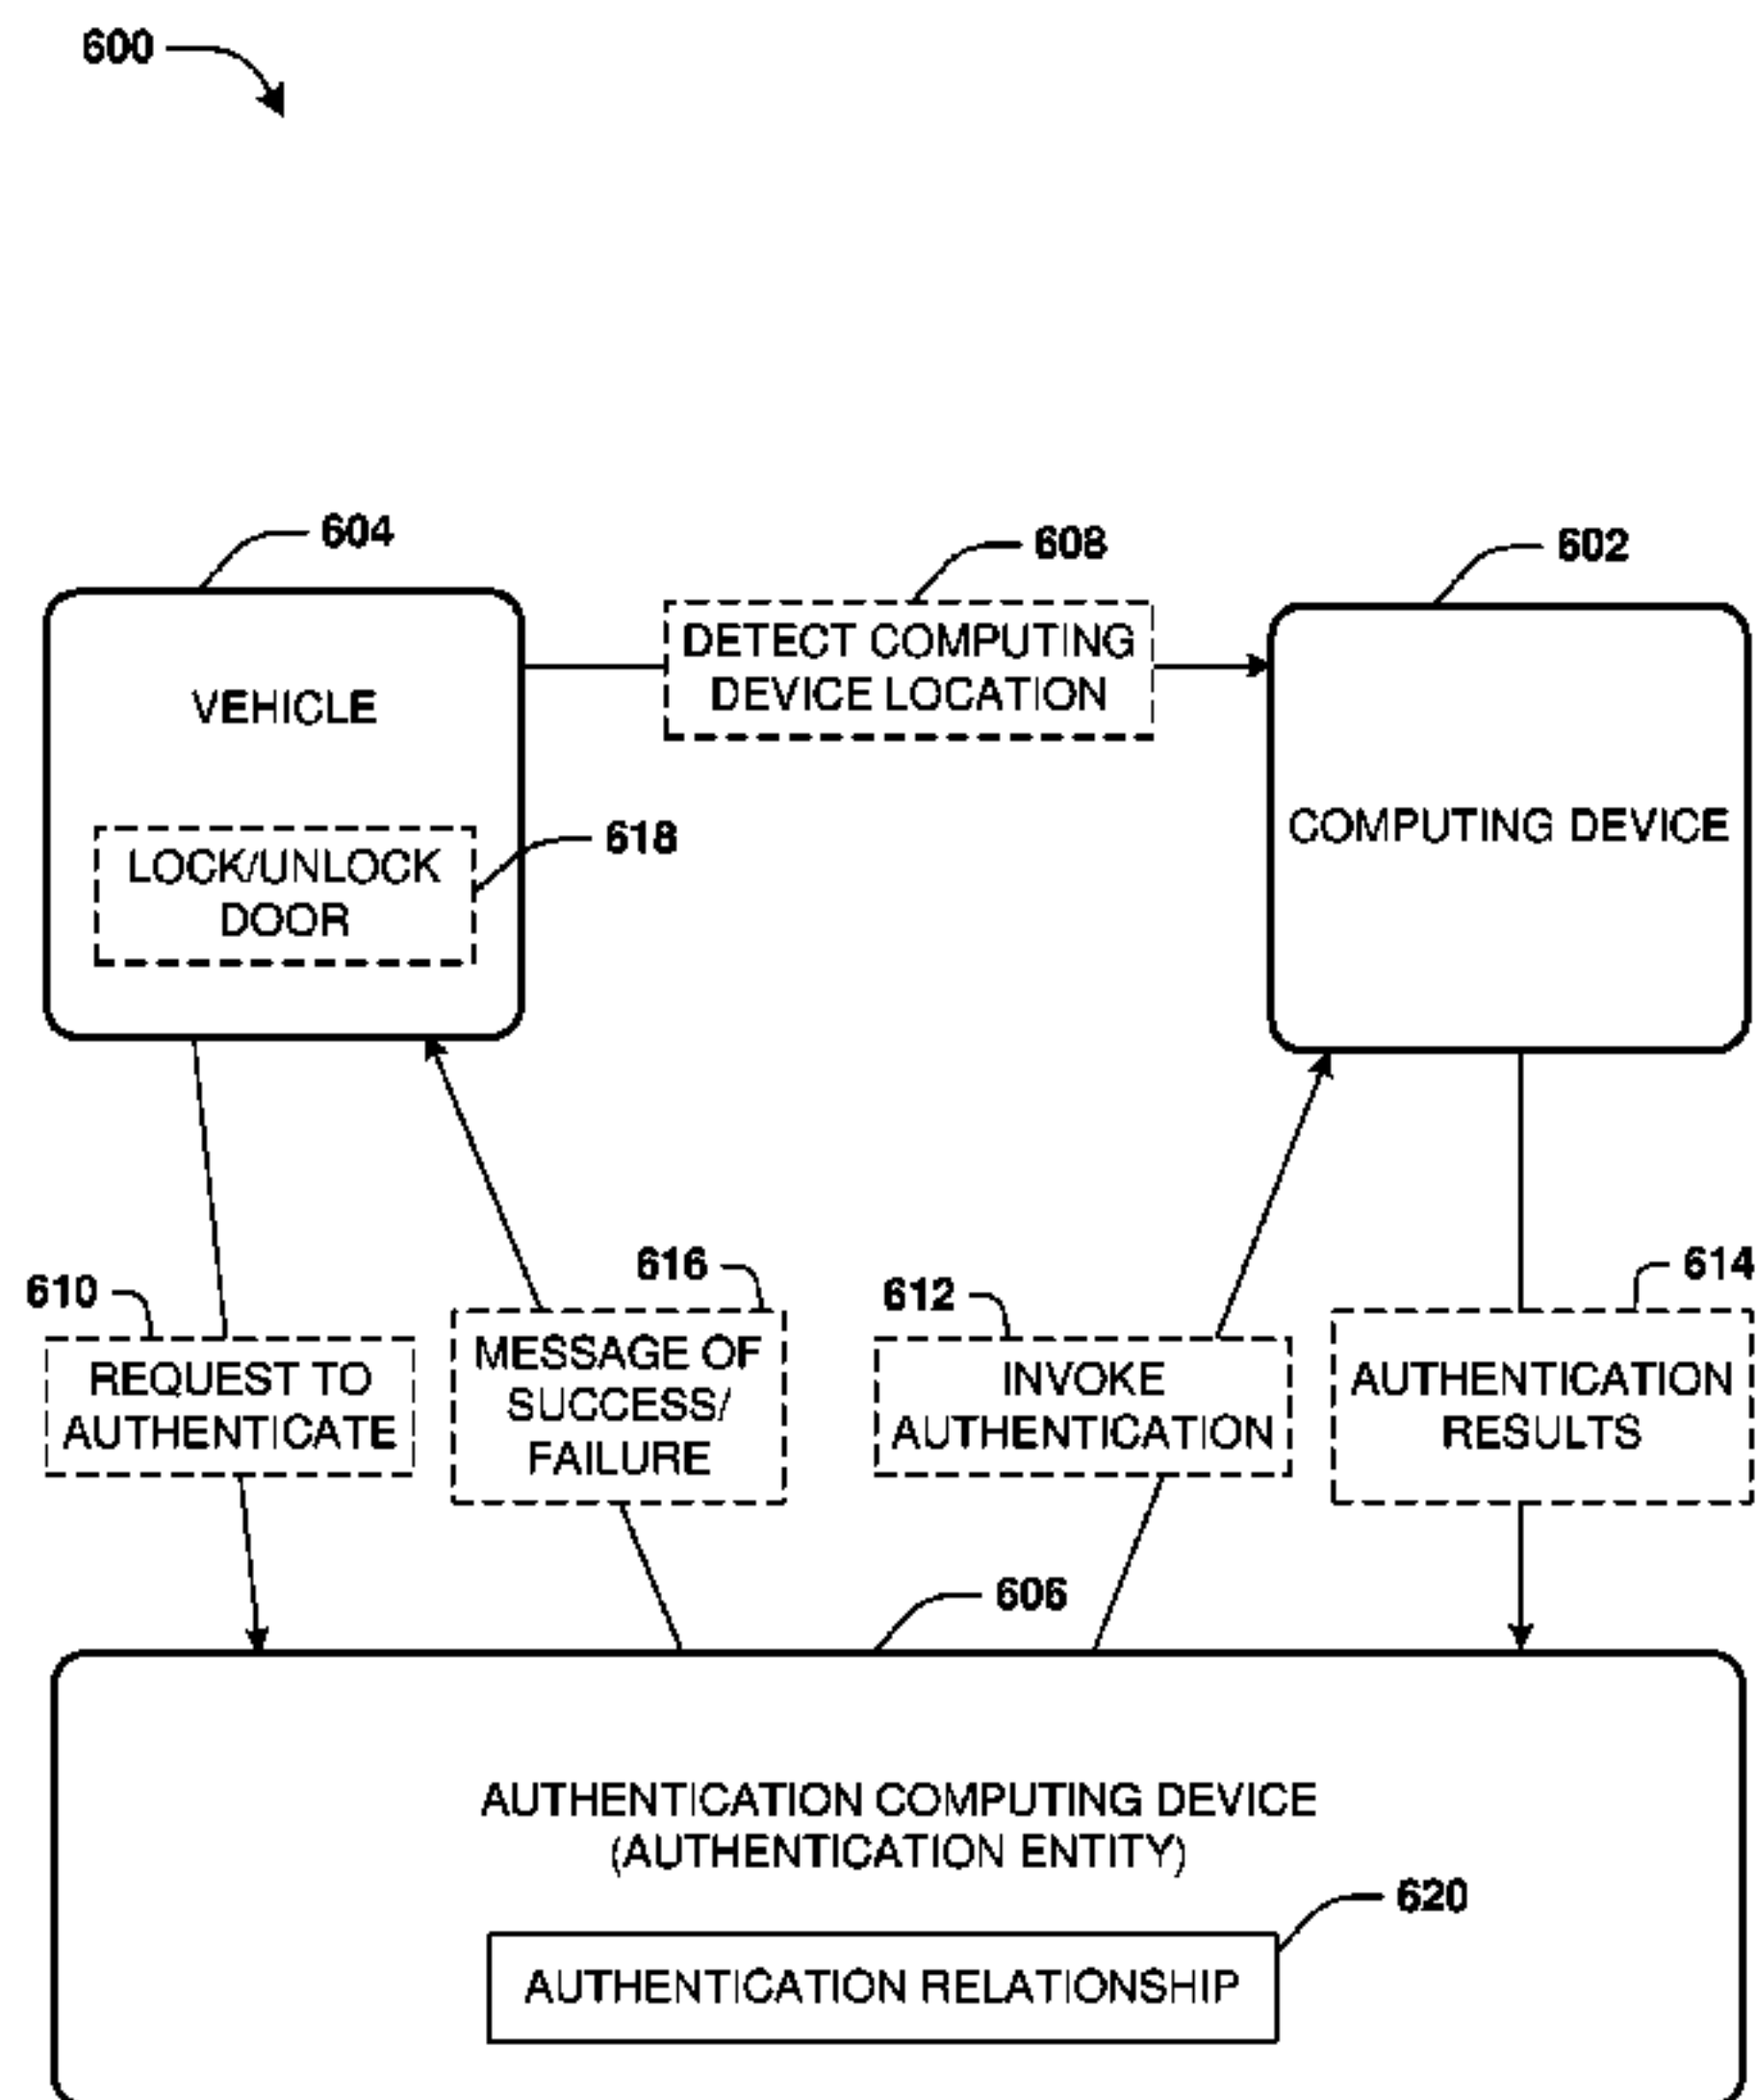 600
604
608
602
DETECT COMPUTING
DEVICE LOCATION
VEHICLE
COMPUTING DEVICE
618
LOCK/UNLOCK
DOOR
610
616
612
614
REQUEST TO
AUTHENTICATE
MESSAGE OF
SUCCESS/
FAILURE
INVOKE
AUTHENTICATION
AUTHENTICATION
RESULTS
606
AUTHENTICATION COMPUTING DEVICE
(AUTHENTICATION ENTITY)
620
AUTHENTICATION RELATIONSHIP